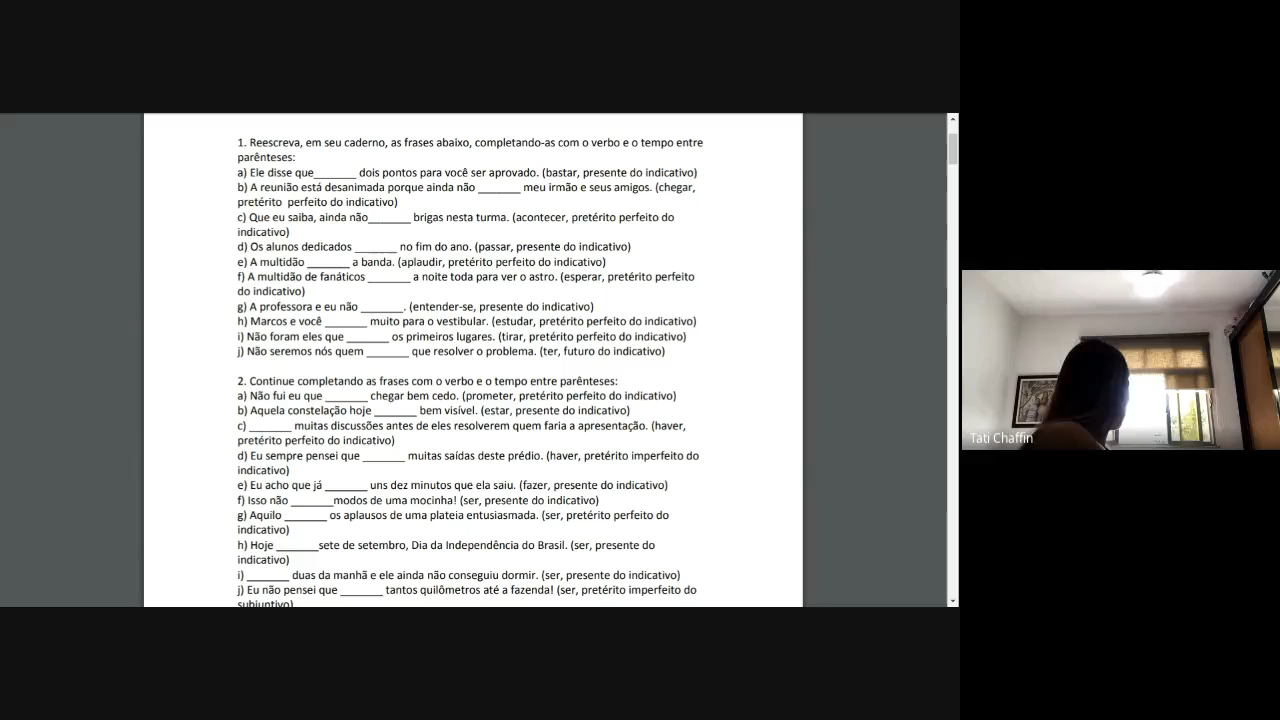 1. Reescreva, em seu caderno, as frases abaixo, completando-as com o verbo e o tempo entre
parênteses:
a) Ele disse que_______ dois pontos para você ser aprovado. (bastar, presente do indicativo)
b) A reunião está desanimada porque ainda não _______ meu irmão e seus amigos. (chegar,
pretérito  perfeito do indicativo)
c) Que eu saiba, ainda não_______ brigas nesta turma. (acontecer, pretérito perfeito do
indicativo)
d) Os alunos dedicados _______ no fim do ano. (passar, presente do indicativo)
e) A multidão _______ a banda. (aplaudir, pretérito perfeito do indicativo)
f) A multidão de fanáticos _______ a noite toda para ver o astro. (esperar, pretérito perfeito
do indicativo)
g) A professora e eu não _______. (entender-se, presente do indicativo)
h) Marcos e você _______ muito para o vestibular. (estudar, pretérito perfeito do indicativo)
i) Não foram eles que _______ os primeiros lugares. (tirar, pretérito perfeito do indicativo)
j) Não seremos nós quem _______ que resolver o problema. (ter, futuro do indicativo)
2. Continue completando as frases com o verbo e o tempo entre parênteses:
a) Não fui eu que _______ chegar bem cedo. (prometer, pretérito perfeito do indicativo)
b) Aquela constelação hoje _______ bem visível. (estar, presente do indicativo)
c) _______ muitas discussões antes de eles resolverem quem faria a apresentação. (haver,
pretérito perfeito do indicativo)
d) Eu sempre pensei que _______ muitas saídas deste prédio. (haver, pretérito imperfeito do
indicativo)
e) Eu acho que já _______ uns dez minutos que ela saiu. (fazer, presente do indicativo)
f) Isso não _______modos de uma mocinha! (ser, presente do indicativo)
g) Aquilo _______ os aplausos de uma plateia entusiasmada. (ser, pretérito perfeito do
indicativo)
h) Hoje _______sete de setembro, Dia da Independência do Brasil. (ser, presente do
indicativo)
i) _______ duas da manhã e ele ainda não conseguiu dormir. (ser, presente do indicativo)
j) Eu não pensei que _______ tantos quilômetros até a fazenda! (ser, pretérito imperfeito do
subjuntivo)
Tati Chaffin